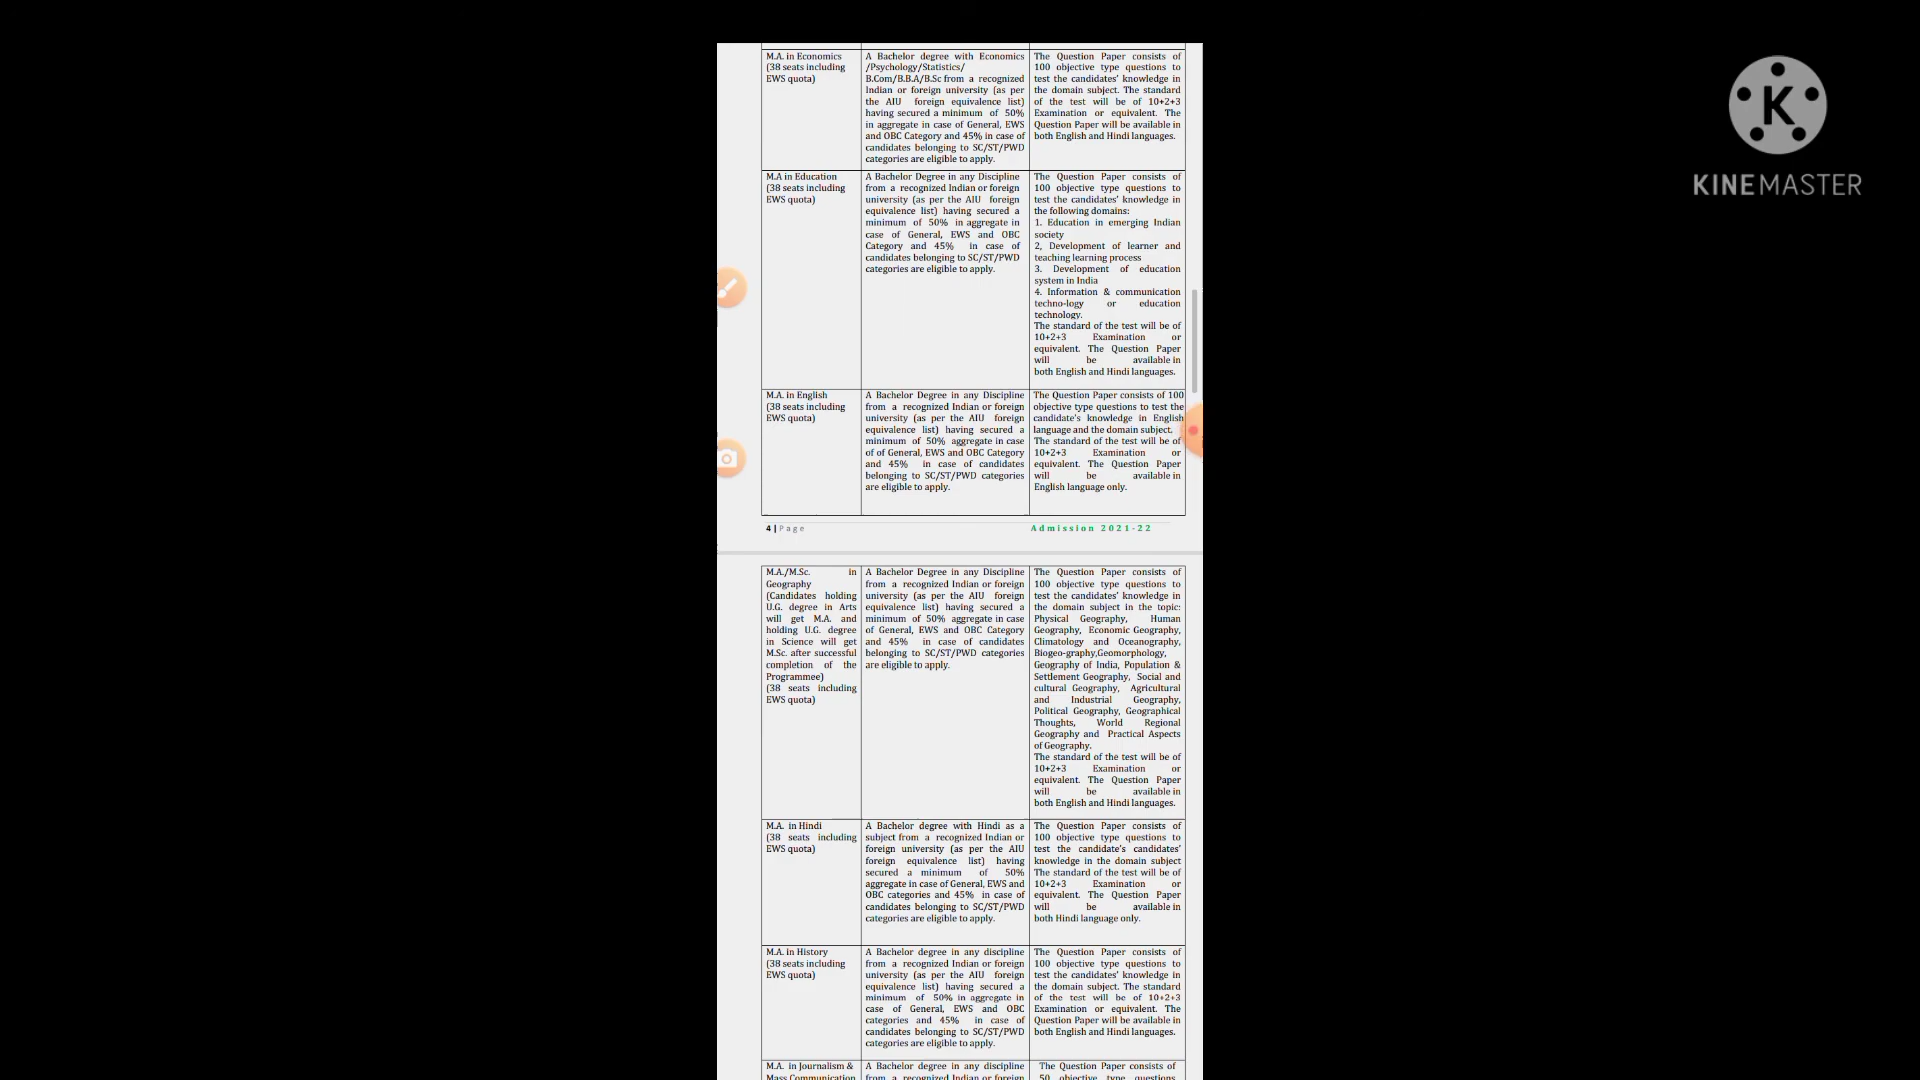 M.A. in Economics
(38 seats including
EWS quota)
A Bachelor degree with Economics
/Psychology/Statistics/
B.Com/B.B.A/B.Sc from a recognized
Indian or foreign university (as per
the AIU foreign equivalence list)
having secured a minimum of 50%
in aggregate in case of General, EWS
and OBC Category and 45% in case of
candidates belonging to SC/ST/PWD
categories are eligible to apply.
The Question Paper consists of
100 objective type questions to
test the candidates' knowledge in
the domain subject. The standard
of the test will be of 10+2+3
Examination or equivalent. The
Question Paper will be available in
both English and Hindi languages.
M.A in Education
(38 seats including
EWS quota)
A Bachelor Degree in any Discipline
from a recognized Indian or foreign
university (as per the AIU foreign
equivalence list) having secured a
minimum of 50% in aggregate in
case of General, EWS and OBC
Category and 45% in case of
candidates belonging to SC/ST/PWD
categories are eligible to apply.
The Question Paper consists of
100 objective type questions to
test the candidates' knowledge in
the following domains:
1. Education in emerging Indian
society
2, Development of learner and
teaching learning process
3. Development of education
system in India
4. Information & communication
techno-logy or education
technology.
The standard of the test will be of
10+2+3 Examination or
equivalent. The Question Paper
will be available in
both English and Hindi languages.
M.A. in English
(38 seats including
EWS quota)
A Bachelor Degree in any Discipline
from a recognized Indian or foreign
university (as per the AIU foreign
equivalence list) having secured a
minimum of 50% aggregate in case
of of General, EWS and OBC Category
and 45% in case of candidates
belonging to SC/ST/PWD categories
are eligible to apply.
The Question Paper consists of 100
objective type questions to test the
candidate's knowledge in English
language and the domain subject.
The standard of the test will be of
10+2+3 Examination or
equivalent. The Question Paper
will be available in
English language only.
4 | Page
Admission 2021-22
M.A./M.Sc. in
Geography
(Candidates holding
U.G. degree in Arts
will get M.A. and
holding U.G. degree
in Science will get
M.Sc. after successful
completion of the
Programmee)
(38 seats including
EWS quota)
A Bachelor Degree in any Discipline
from a recognized Indian or foreign
university (as per the AIU foreign
equivalence list) having secured a
minimum of 50% aggregate in case
of General, EWS and OBC Category
and 45% in case of candidates
belonging to SC/ST/PWD categories
are eligible to apply.
The Question Paper consists of
100 objective type questions to
test the candidates' knowledge in
the domain subject in the topic:
Physical Geography, Human
Geography, Economic Geography,
Climatology and Oceanography,
Biogeo-graphy,Geomorphology,
Geography of India, Population &
Settlement Geography, Social and
cultural Geography, Agricultural
and Industrial Geography,
Political Geography, Geographical
Thoughts, World Regional
Geography and Practical Aspects
of Geography.
The standard of the test will be of
10+2+3 Examination or
equivalent. The Question Paper
will be available in
both English and Hindi languages.
M.A. in Hindi
(38 seats including
EWS quota)
A Bachelor degree with Hindi as a
subject from a recognized Indian or
foreign university (as per the AIU
foreign equivalence list) having
secured a minimum of 50%
aggregate in case of General, EWS and
OBC categories and 45% in case of
candidates belonging to SC/ST/PWD
categories are eligible to apply.
The Question Paper consists of
100 objective type questions to
test the candidate's candidates'
knowledge in the domain subject
The standard of the test will be of
10+2+3 Examination or
equivalent. The Question Paper
will be available in
both Hindi language only.
M.A. in History
(38 seats including
EWS quota)
A Bachelor degree in any discipline
from a recognized Indian or foreign
university (as per the AIU foreign
equivalence list) having secured a
minimum of 50% in aggregate in
case of General, EWS and OBC
categories and 45% in case of
candidates belonging to SC/ST/PWD
categories are eligible to apply.
The Question Paper consists of
100 objective type questions to
test the candidates' knowledge in
the domain subject. The standard
of the test will be of 10+2+3
Examination or equivalent. The
Question Paper will be available in
both English and Hindi languages.
M.A. in Journalism &
Mass Communication
A Bachelor degree in any discipline
from a recognized Indian or foreign
The Question Paper consists of
50 objective type questions
K
KINEMASTER